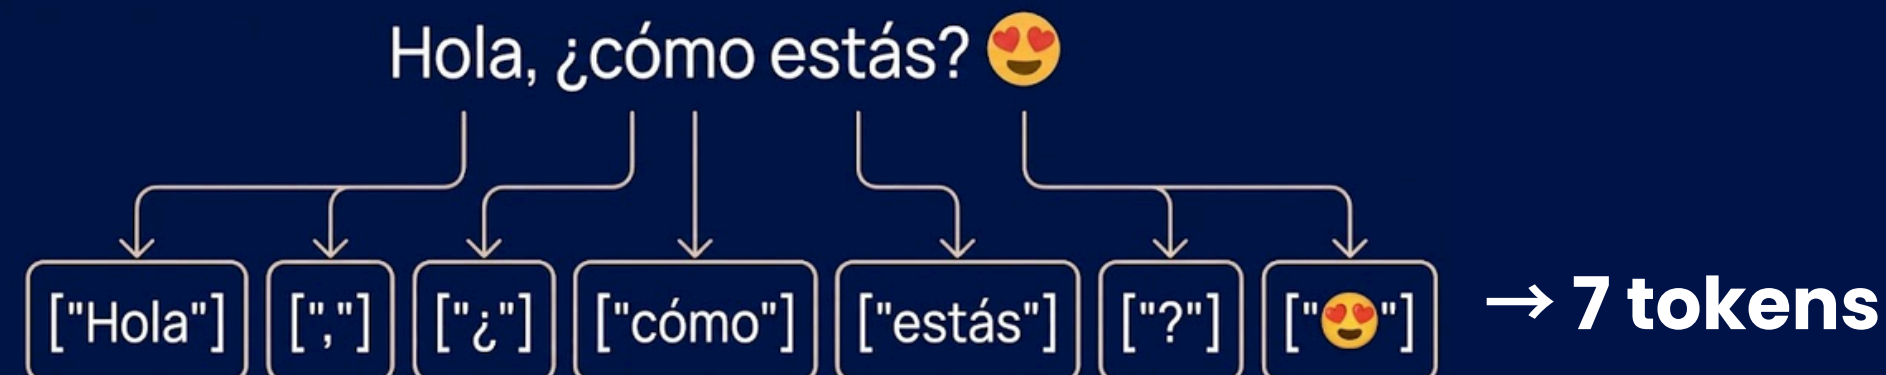 Hola, ¿cómo estás? 😍
["Hola"] [","] ["¿"] ["cómo"] ["estás"] ["?"] ["😍"] → 7 tokens